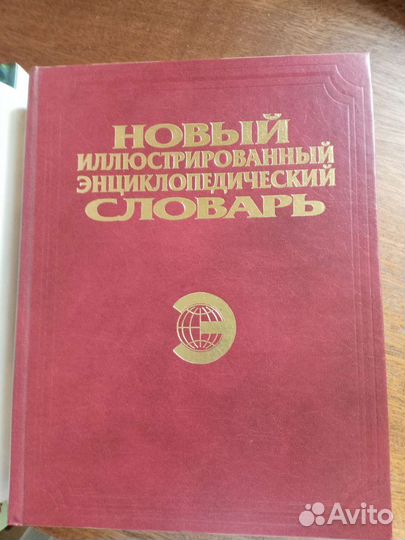 НОВЫЙ
ИЛЛЮСТРИРОВАННЫЙ
ЭНЦИКЛОПЕДИЧЕСКИЙ
СЛОВАРЬ
Э
Avito